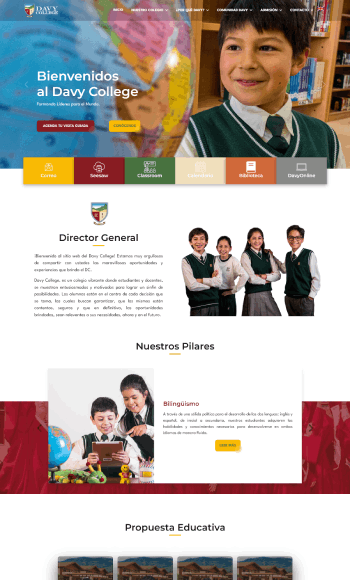 DAVY
COLLEGE
INICIO NUESTRO COLEGIO ¿POR QUÉ DAVY? COMUNIDAD DAVY ADMISIÓN CONTACTO
Bienvenidos
al Davy College
Formando Líderes para el Mundo
AGENDA TU VISITA GUIADA
CONÓCENOS
Correo
Seesaw
Classroom
Calendario
Biblioteca
DavyOnline
Director General
¡Bienvenido al sitio web del Davy College! Estamos muy orgullosos
de compartir con ustedes las maravillosas oportunidades y
experiencias que brinda el DC.
Davy College, es un colegio vibrante donde estudiantes y docentes,
se muestran entusiasmados y motivados para lograr un sinfín de
posibilidades. Los alumnos están en el centro de cada decisión que
se toma, las cuales buscan garantizar, que los mismos estén
contentos, seguros y que en definitiva, las oportunidades
brindadas, sean relevantes a sus necesidades, ahora y en el futuro.
Nuestros Pilares
Bilingüismo
A través de una sólida política para el desarrollo de los dos lenguas: inglés y
español, de inicial a secundaria, nuestros estudiantes adquieren las
habilidades y conocimientos necesarios para desenvolverse en ambos
idiomas de manera fluida.
LEER MÁS
Propuesta Educativa